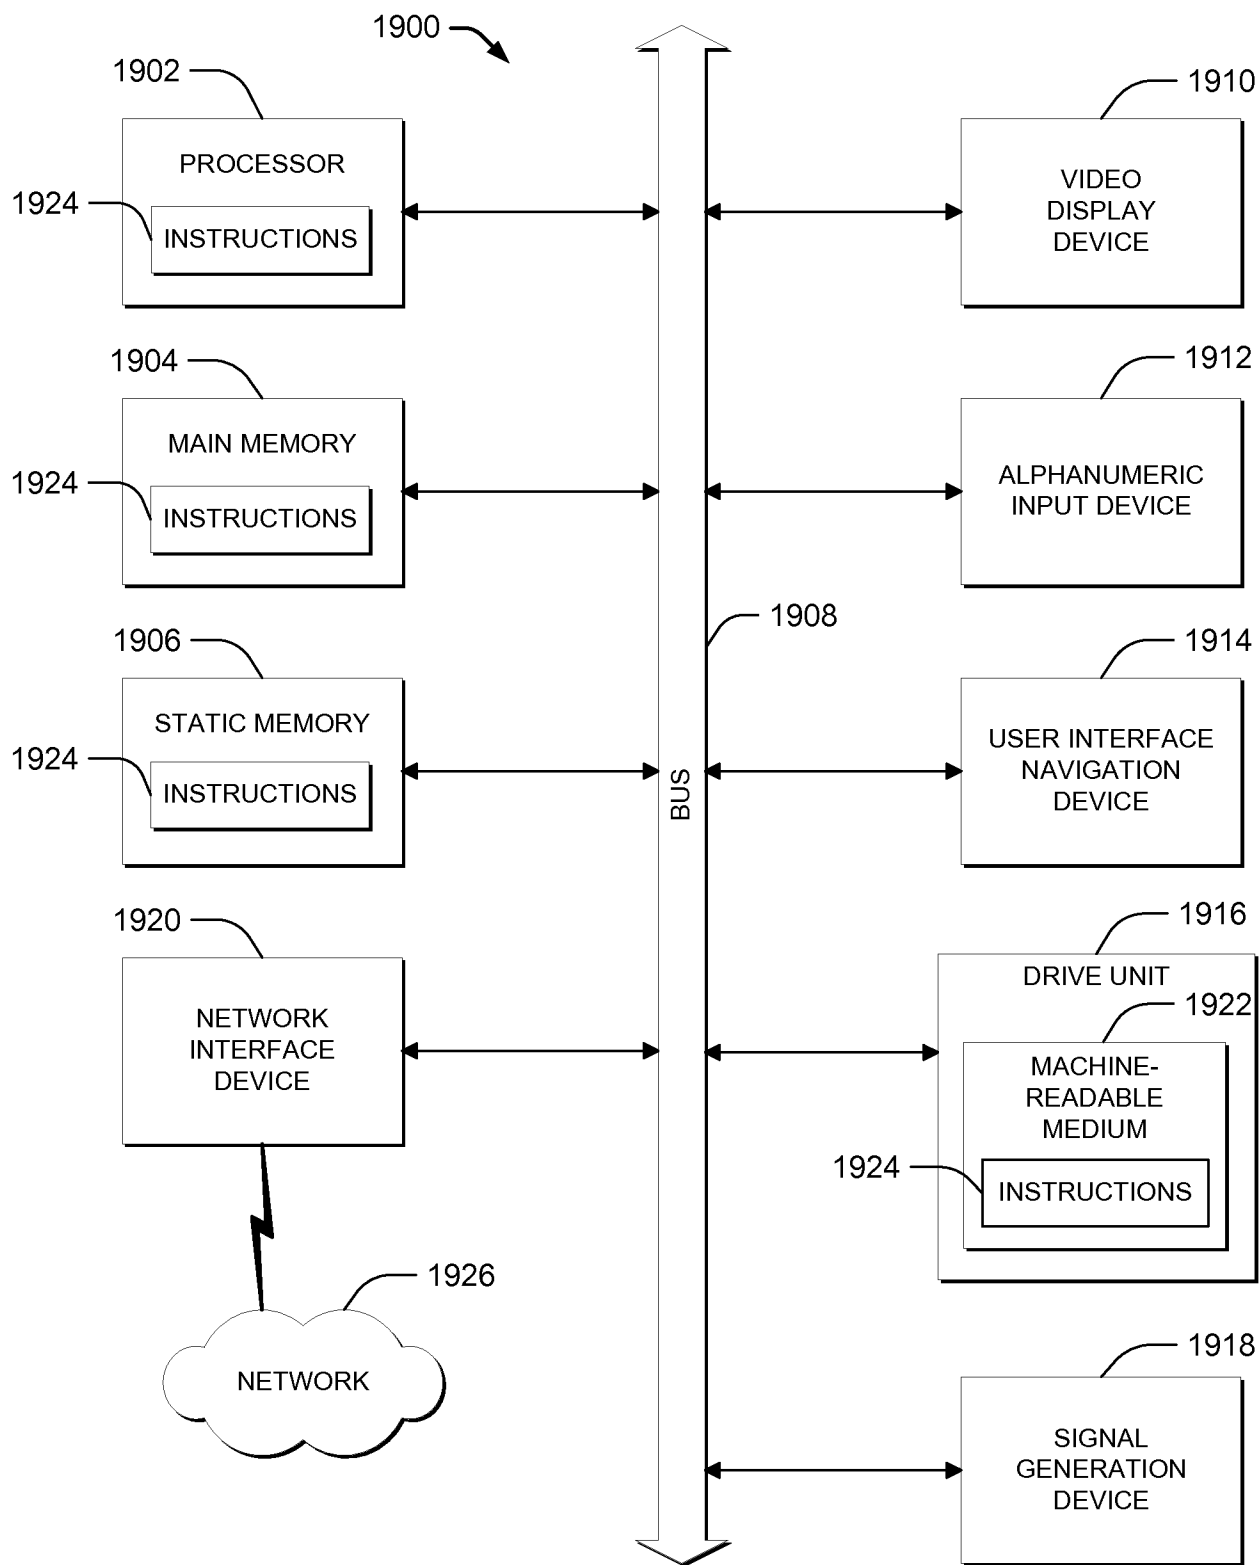 1900
1902
PROCESSOR
1924
INSTRUCTIONS
1904
MAIN MEMORY
1924
INSTRUCTIONS
1906
STATIC MEMORY
1924
INSTRUCTIONS
1920
NETWORK
INTERFACE
DEVICE
1926
NETWORK
BUS
1908
1910
VIDEO
DISPLAY
DEVICE
1912
ALPHANUMERIC
INPUT DEVICE
1914
USER INTERFACE
NAVIGATION
DEVICE
1916
DRIVE UNIT
1922
MACHINE-
READABLE
MEDIUM
1924
INSTRUCTIONS
1918
SIGNAL
GENERATION
DEVICE